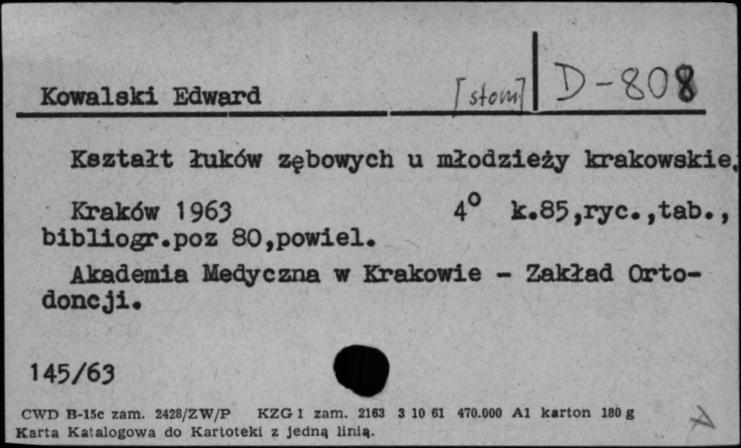 Kowalski Edward [stom] D-808
Kształt łuków zębowych u młodzieży krakowskie.
Kraków 1963 4° k.85,ryc.,tab.,
bibliogr.poz 80,powiel.
Akademia Medyczna w Krakowie - Zakład Orto-
doncji.
145/63
CWD B-15c zam. 2428/ZW/P KZG 1 zam. 2163 3 10 61 470.000 A1 karton 180 g
Karta Katalogowa do Kartoteki z jedną linią.